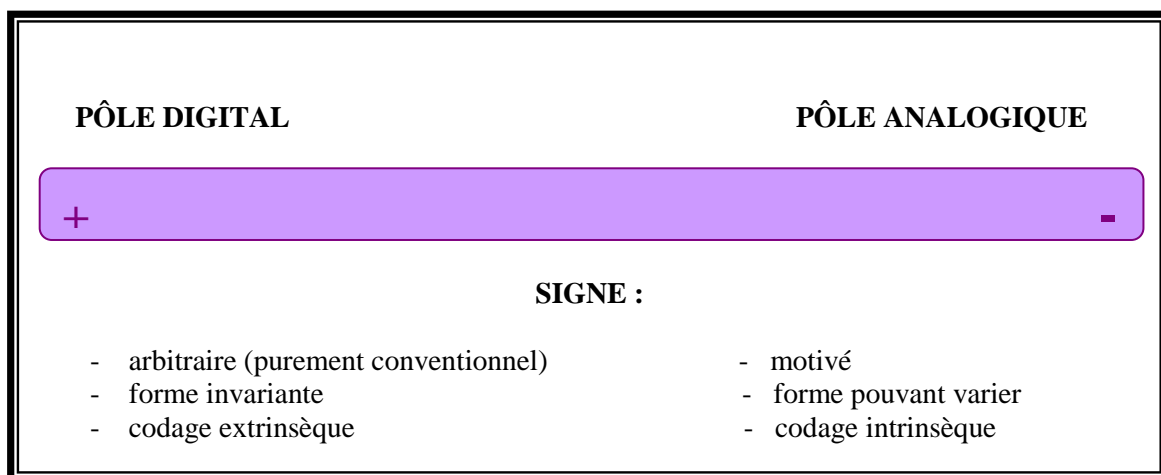 PÔLE DIGITAL PÔLE ANALOGIQUE
+ -
SIGNE :
- arbitraire (purement conventionnel) - motivé
- forme invariante - forme pouvant varier
- codage extrinsèque - codage intrinsèque